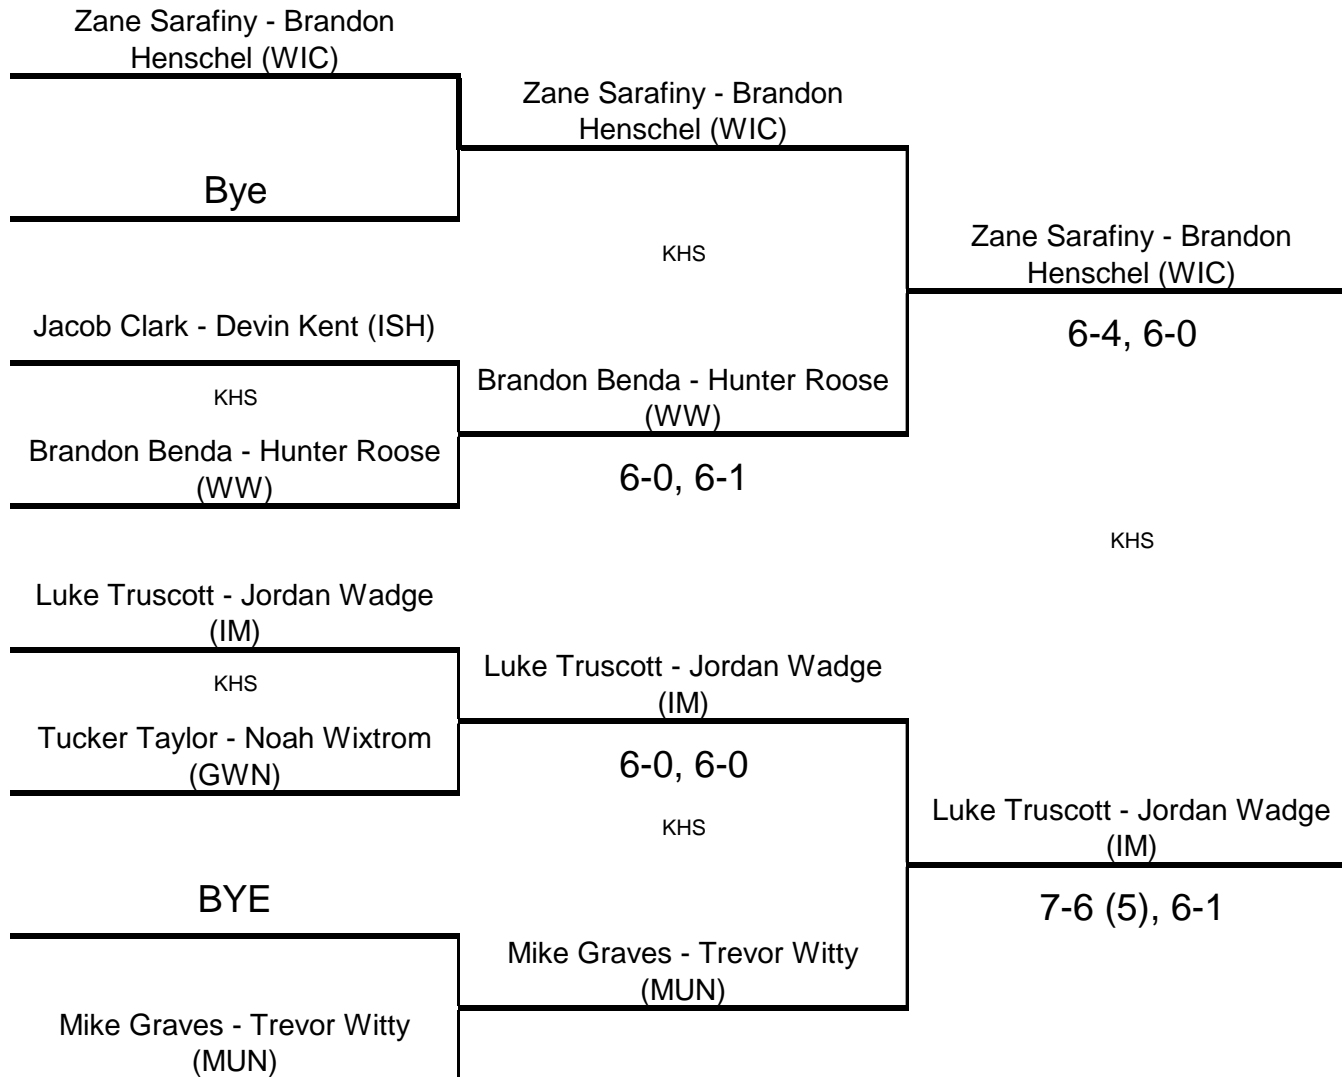 Zane Sarafiny - Brandon
Henschel (WIC)
Zane Sarafiny - Brandon
Henschel (WIC)
Bye
Zane Sarafiny - Brandon
Henschel (WIC)
KHS
Jacob Clark - Devin Kent (ISH)
6-4, 6-0
Brandon Benda - Hunter Roose
(WW)
KHS
Brandon Benda - Hunter Roose
(WW)
6-0, 6-1
KHS
Luke Truscott - Jordan Wadge
(IM)
Luke Truscott - Jordan Wadge
(IM)
KHS
Tucker Taylor - Noah Wixtrom
(GWN)
6-0, 6-0
KHS
Luke Truscott - Jordan Wadge
(IM)
BYE
7-6 (5), 6-1
Mike Graves - Trevor Witty
(MUN)
Mike Graves - Trevor Witty
(MUN)